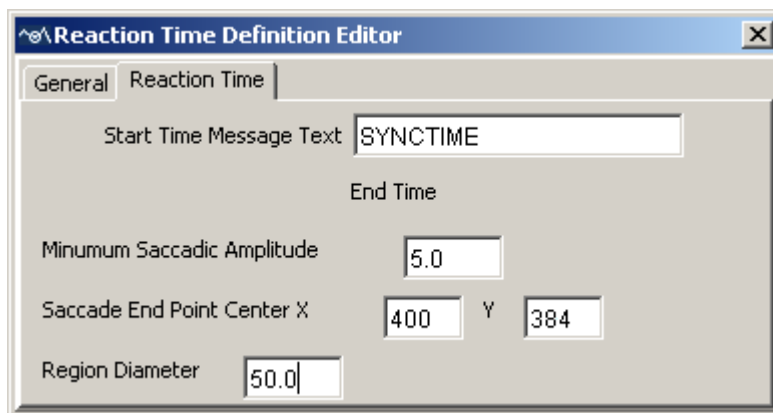 Reaction Time Definition Editor
General Reaction Time
Start Time Message Text SYNCTIME
End Time
Minumum Saccadic Amplitude 5.0
Saccade End Point Center X 400 Y 384
Region Diameter 50.0